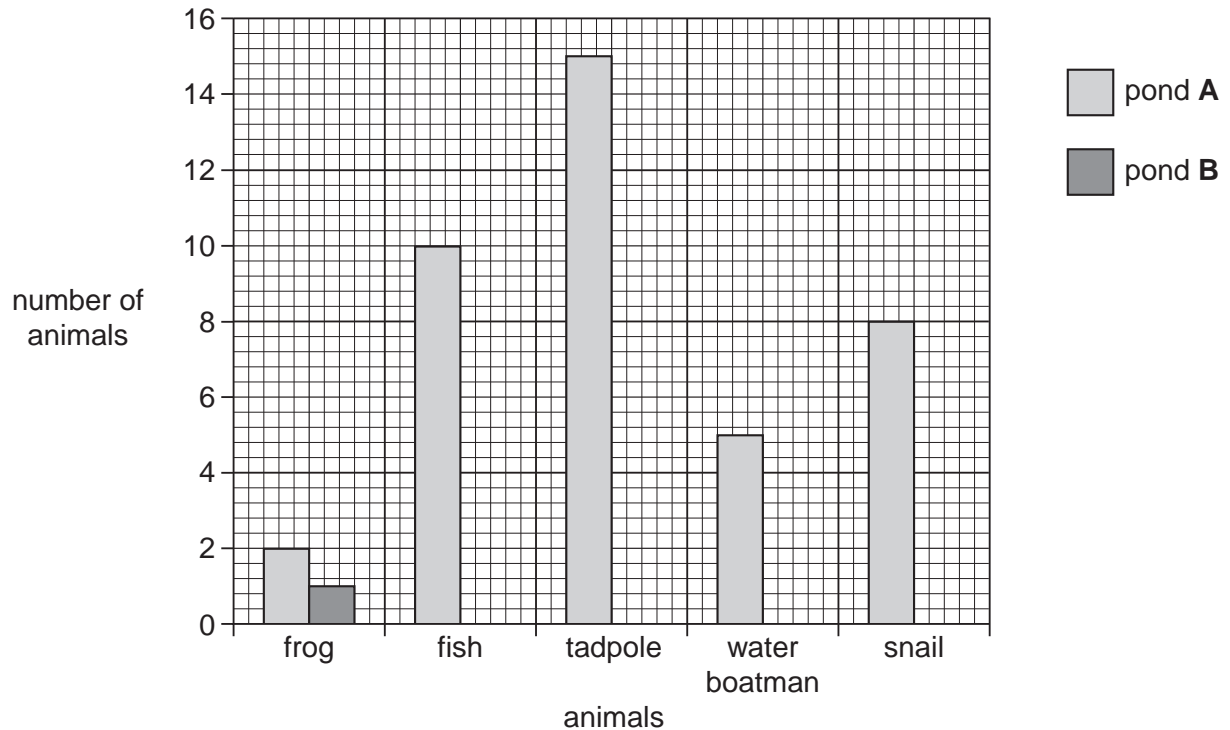 16
14
12
10
8
6
4
2
0
number of
animals
frog
fish
tadpole
water
boatman
snail
animals
pond A
pond B